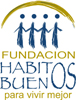 FUNDACION
HABITOS
BUENOS
para vivir mejor